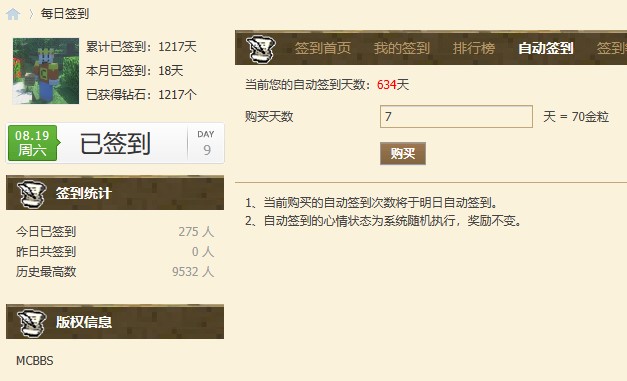 每日签到
累计已签到：1217天
本月已签到：18天
已获得钻石：1217个
08.19
周六
已签到
DAY
9
签到统计
今日已签到 275 人
昨日共签到 0 人
历史最高数 9532 人
版权信息
MCBBS
签到首页 我的签到 排行榜 自动签到 签到
当前您的自动签到天数：634天
购买天数 7 天 = 70金粒
购买
1、当前购买的自动签到次数将于明日自动签到。
2、自动签到的心情状态为系统随机执行，奖励不变。